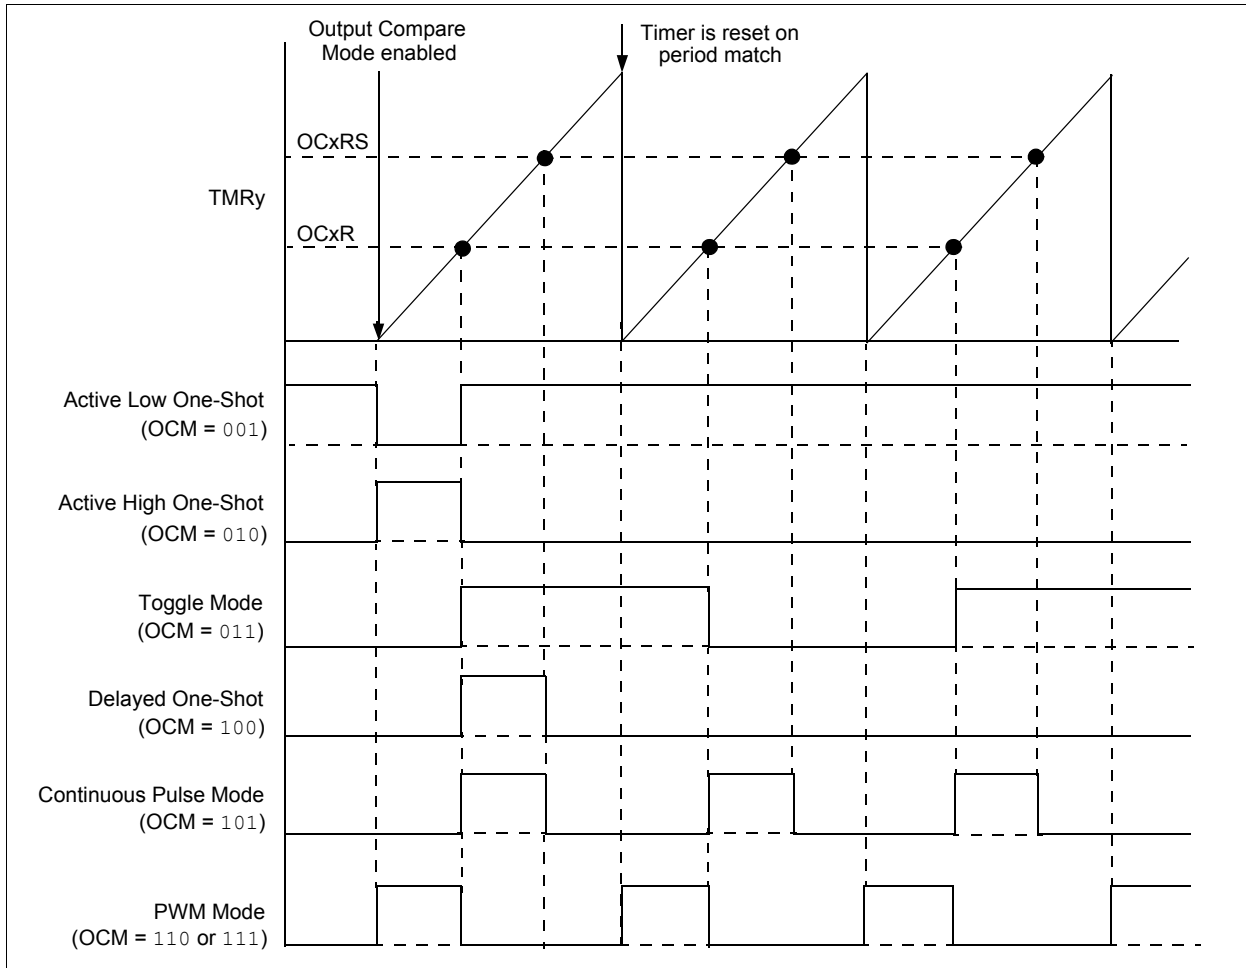 Output Compare
Mode enabled
Timer is reset on
period match
OCxRS
TMRy
OCxR
Active Low One-Shot
(OCM = 001)
Active High One-Shot
(OCM = 010)
Toggle Mode
(OCM = 011)
Delayed One-Shot
(OCM = 100)
Continuous Pulse Mode
(OCM = 101)
PWM Mode
(OCM = 110 or 111)